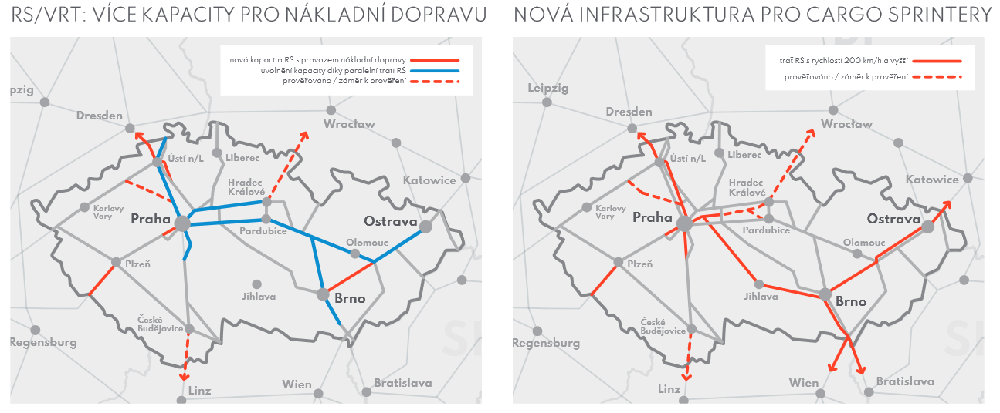 RS/VRT: VÍCE KAPACITY PRO NÁKLADNÍ DOPRAVU
nová kapacita RS s provozem nákladní dopravy
uvolnění kapacity díky paralelní trati RS
prověřováno / záměr k prověření
pzig
Dresden
Wrocław
Ústí n/L
Liberec
Katowice
Hradec
Králové
Karlovy
Vary
Praha
Ostrava
Pardubice
Olomouc
Plzeň
Jihlava
Brno
České
Budějovice
Regensburg
SI
Linz
Wien
Bratislava
NOVÁ INFRASTRUKTURA PRO CARGO SPRINTERY
trať RS s rychlostí 200 km/h a vyšší
prověřováno / záměr k prověření
Leipzig
Dresden
Wrocław
Ústí n/L
Liberec
Katowice
Hradec
Králové
Karlovy
Vary
Praha
Ostrava
Pardubice
Olomouc
Plzeň
Jihlava
Brno
České
Budějovice
Regensburg
SI
Linz
Wien
Bratislava